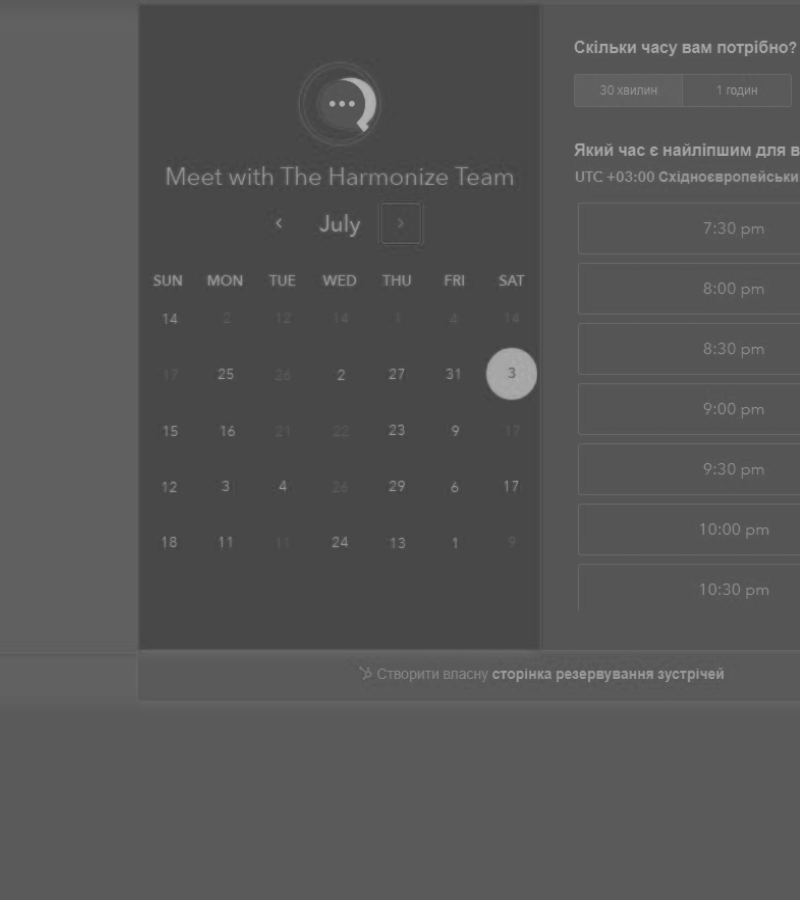 Meet with The Harmonize Team
July
SUN MON TUE WED THU FRI SAT
14 2 12 14 1 4 14
17 25 26 2 27 31 3
15 16 21 22 23 9 17
12 3 4 26 29 6 17
18 11 11 24 13 1 9
Скільки часу вам потрібно?
30 хвилин 1 годин
Який час є найліпшим для в
UTC +03:00 Східноєвропейськи
7:30 pm
8:00 pm
8:30 pm
9:00 pm
9:30 pm
10:00 pm
10:30 pm
Створити власну сторінка резервування зустрічей